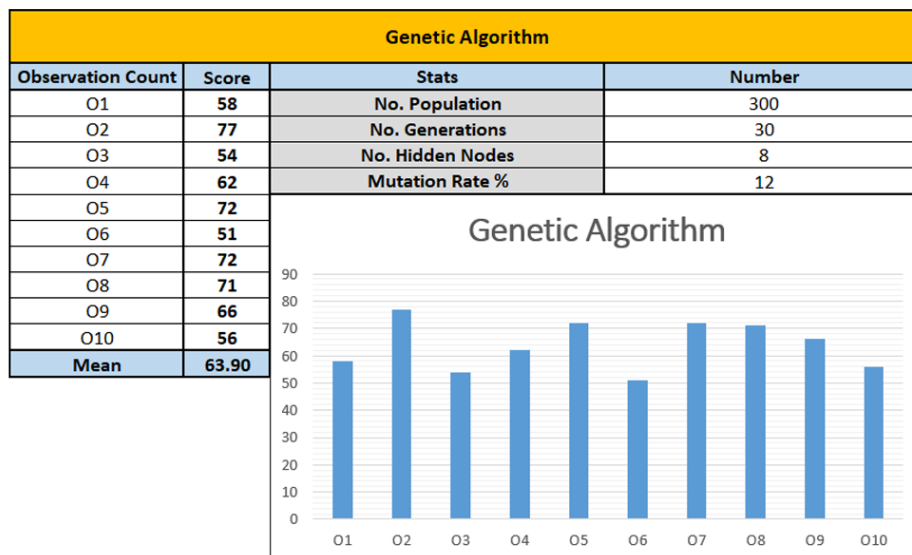 Genetic Algorithm
Observation Count Score Stats Number
O1 58 No. Population 300
O2 77 No. Generations 30
O3 54 No. Hidden Nodes 8
O4 62 Mutation Rate % 12
O5 72
O6 51
O7 72
O8 71
O9 66
O10 56
Mean 63.90
Genetic Algorithm
90
80
70
60
50
40
30
20
10
0
O1 O2 O3 O4 O5 O6 O7 O8 O9 O10